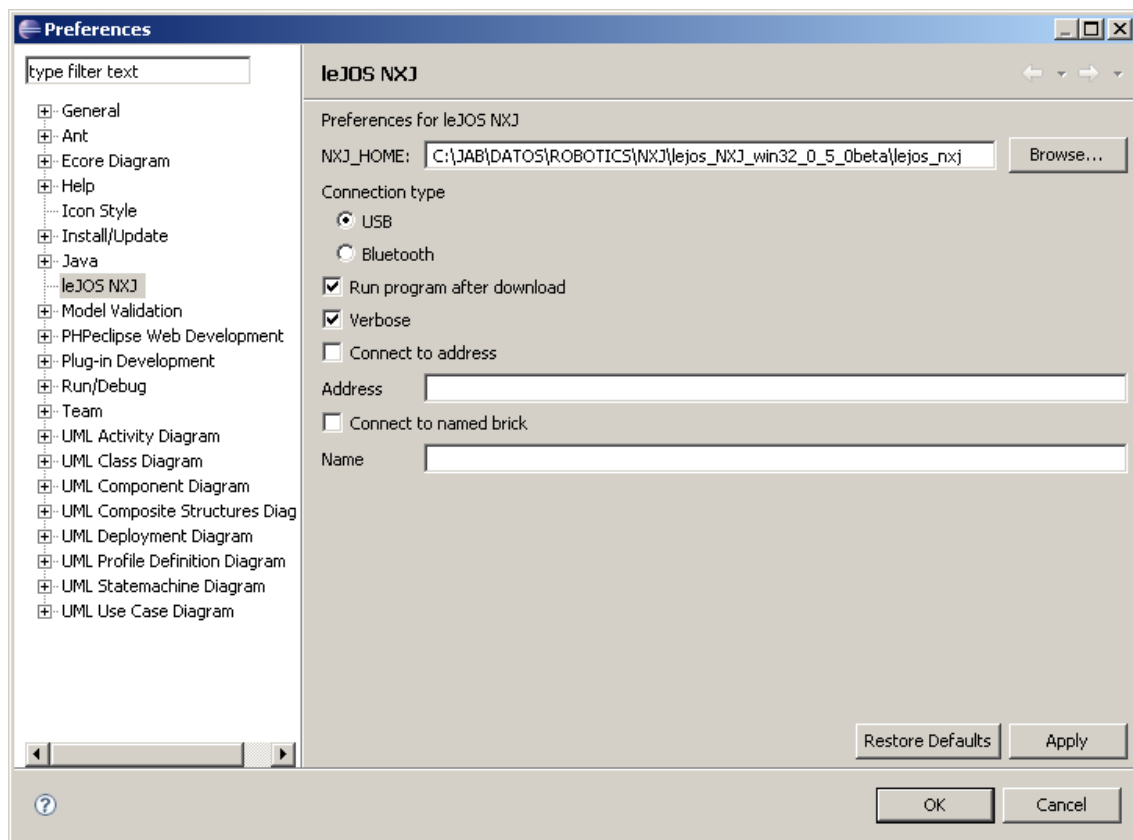 Preferences
type filter text
General
Ant
Ecore Diagram
Help
Icon Style
Install/Update
Java
leJOS NXJ
Model Validation
PHPeclipse Web Development
Plug-in Development
Run/Debug
Team
UML Activity Diagram
UML Class Diagram
UML Component Diagram
UML Composite Structures Diag
UML Deployment Diagram
UML Profile Definition Diagram
UML Statemachine Diagram
UML Use Case Diagram
leJOS NXJ
Preferences for leJOS NXJ
NXJ_HOME: C:\JAB\DATOS\ROBOTICS\NXJ\lejos_NXJ_win32_0_5_0beta\lejos_nxj Browse...
Connection type
USB
Bluetooth
Run program after download
Verbose
Connect to address
Address
Connect to named brick
Name
Restore Defaults Apply
? OK Cancel